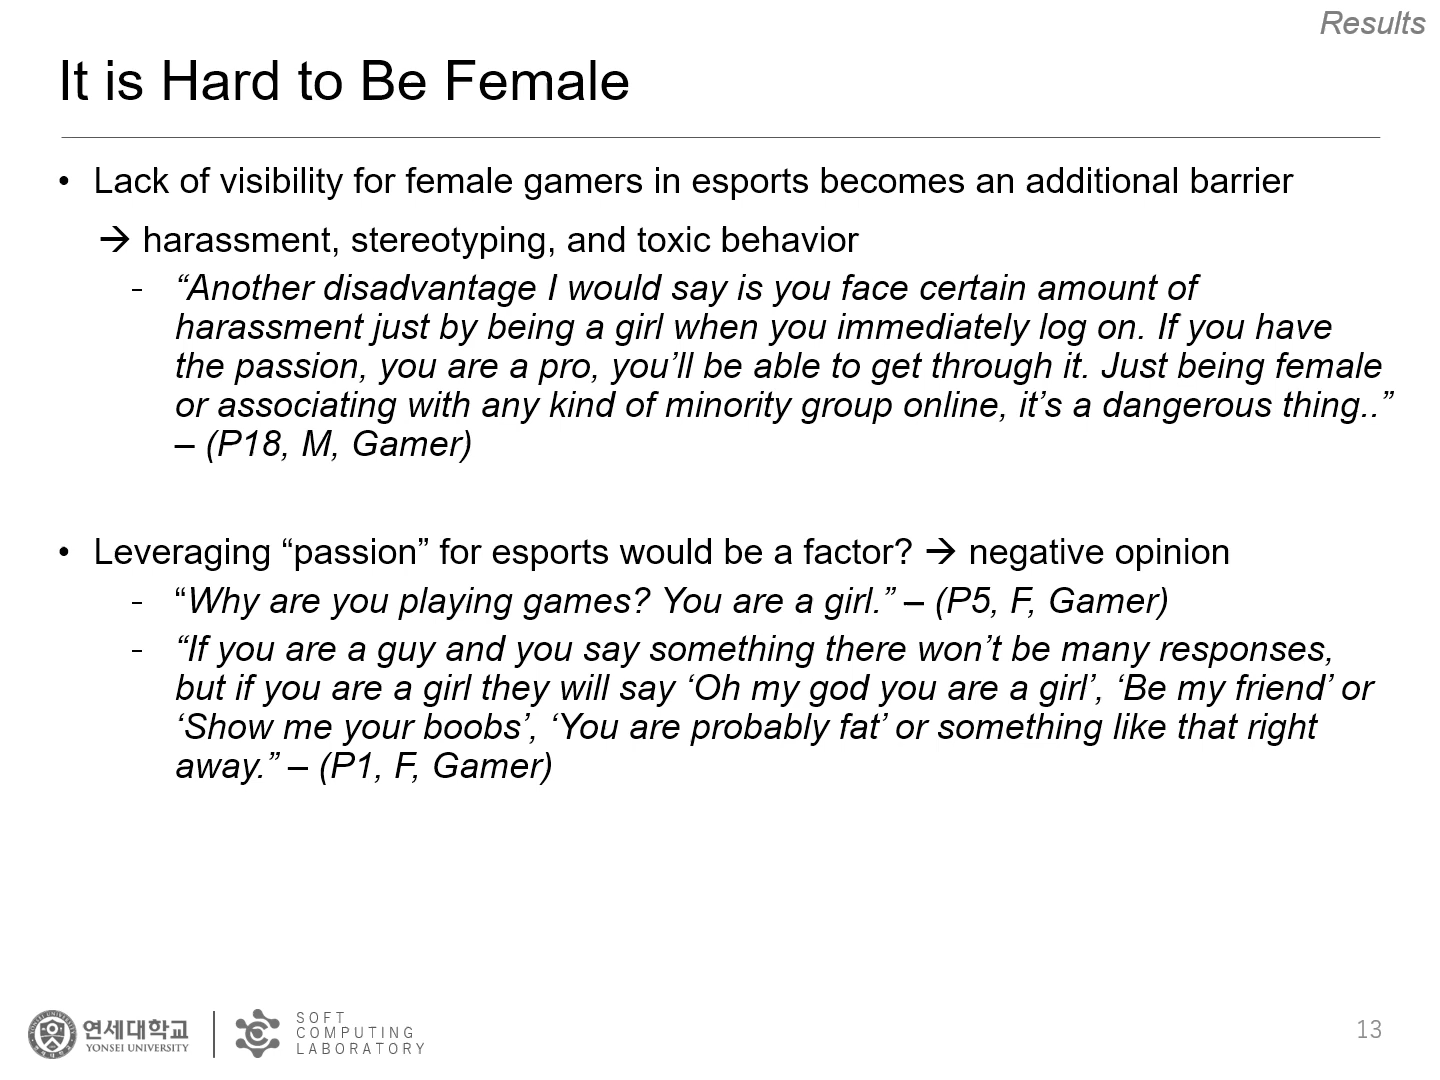 Results
It is Hard to Be Female
• Lack of visibility for female gamers in esports becomes an additional barrier
→ harassment, stereotyping, and toxic behavior
- “Another disadvantage I would say is you face certain amount of
harassment just by being a girl when you immediately log on. If you have
the passion, you are a pro, you’ll be able to get through it. Just being female
or associating with any kind of minority group online, it’s a dangerous thing..”
– (P18, M, Gamer)
• Leveraging “passion” for esports would be a factor? → negative opinion
- “Why are you playing games? You are a girl.” – (P5, F, Gamer)
- “If you are a guy and you say something there won’t be many responses,
but if you are a girl they will say ‘Oh my god you are a girl’, ‘Be my friend’ or
‘Show me your boobs’, ‘You are probably fat’ or something like that right
away.” – (P1, F, Gamer)
연세대학교
YONSEI UNIVERSITY
SOFT
COMPUTING
LABORATORY
13